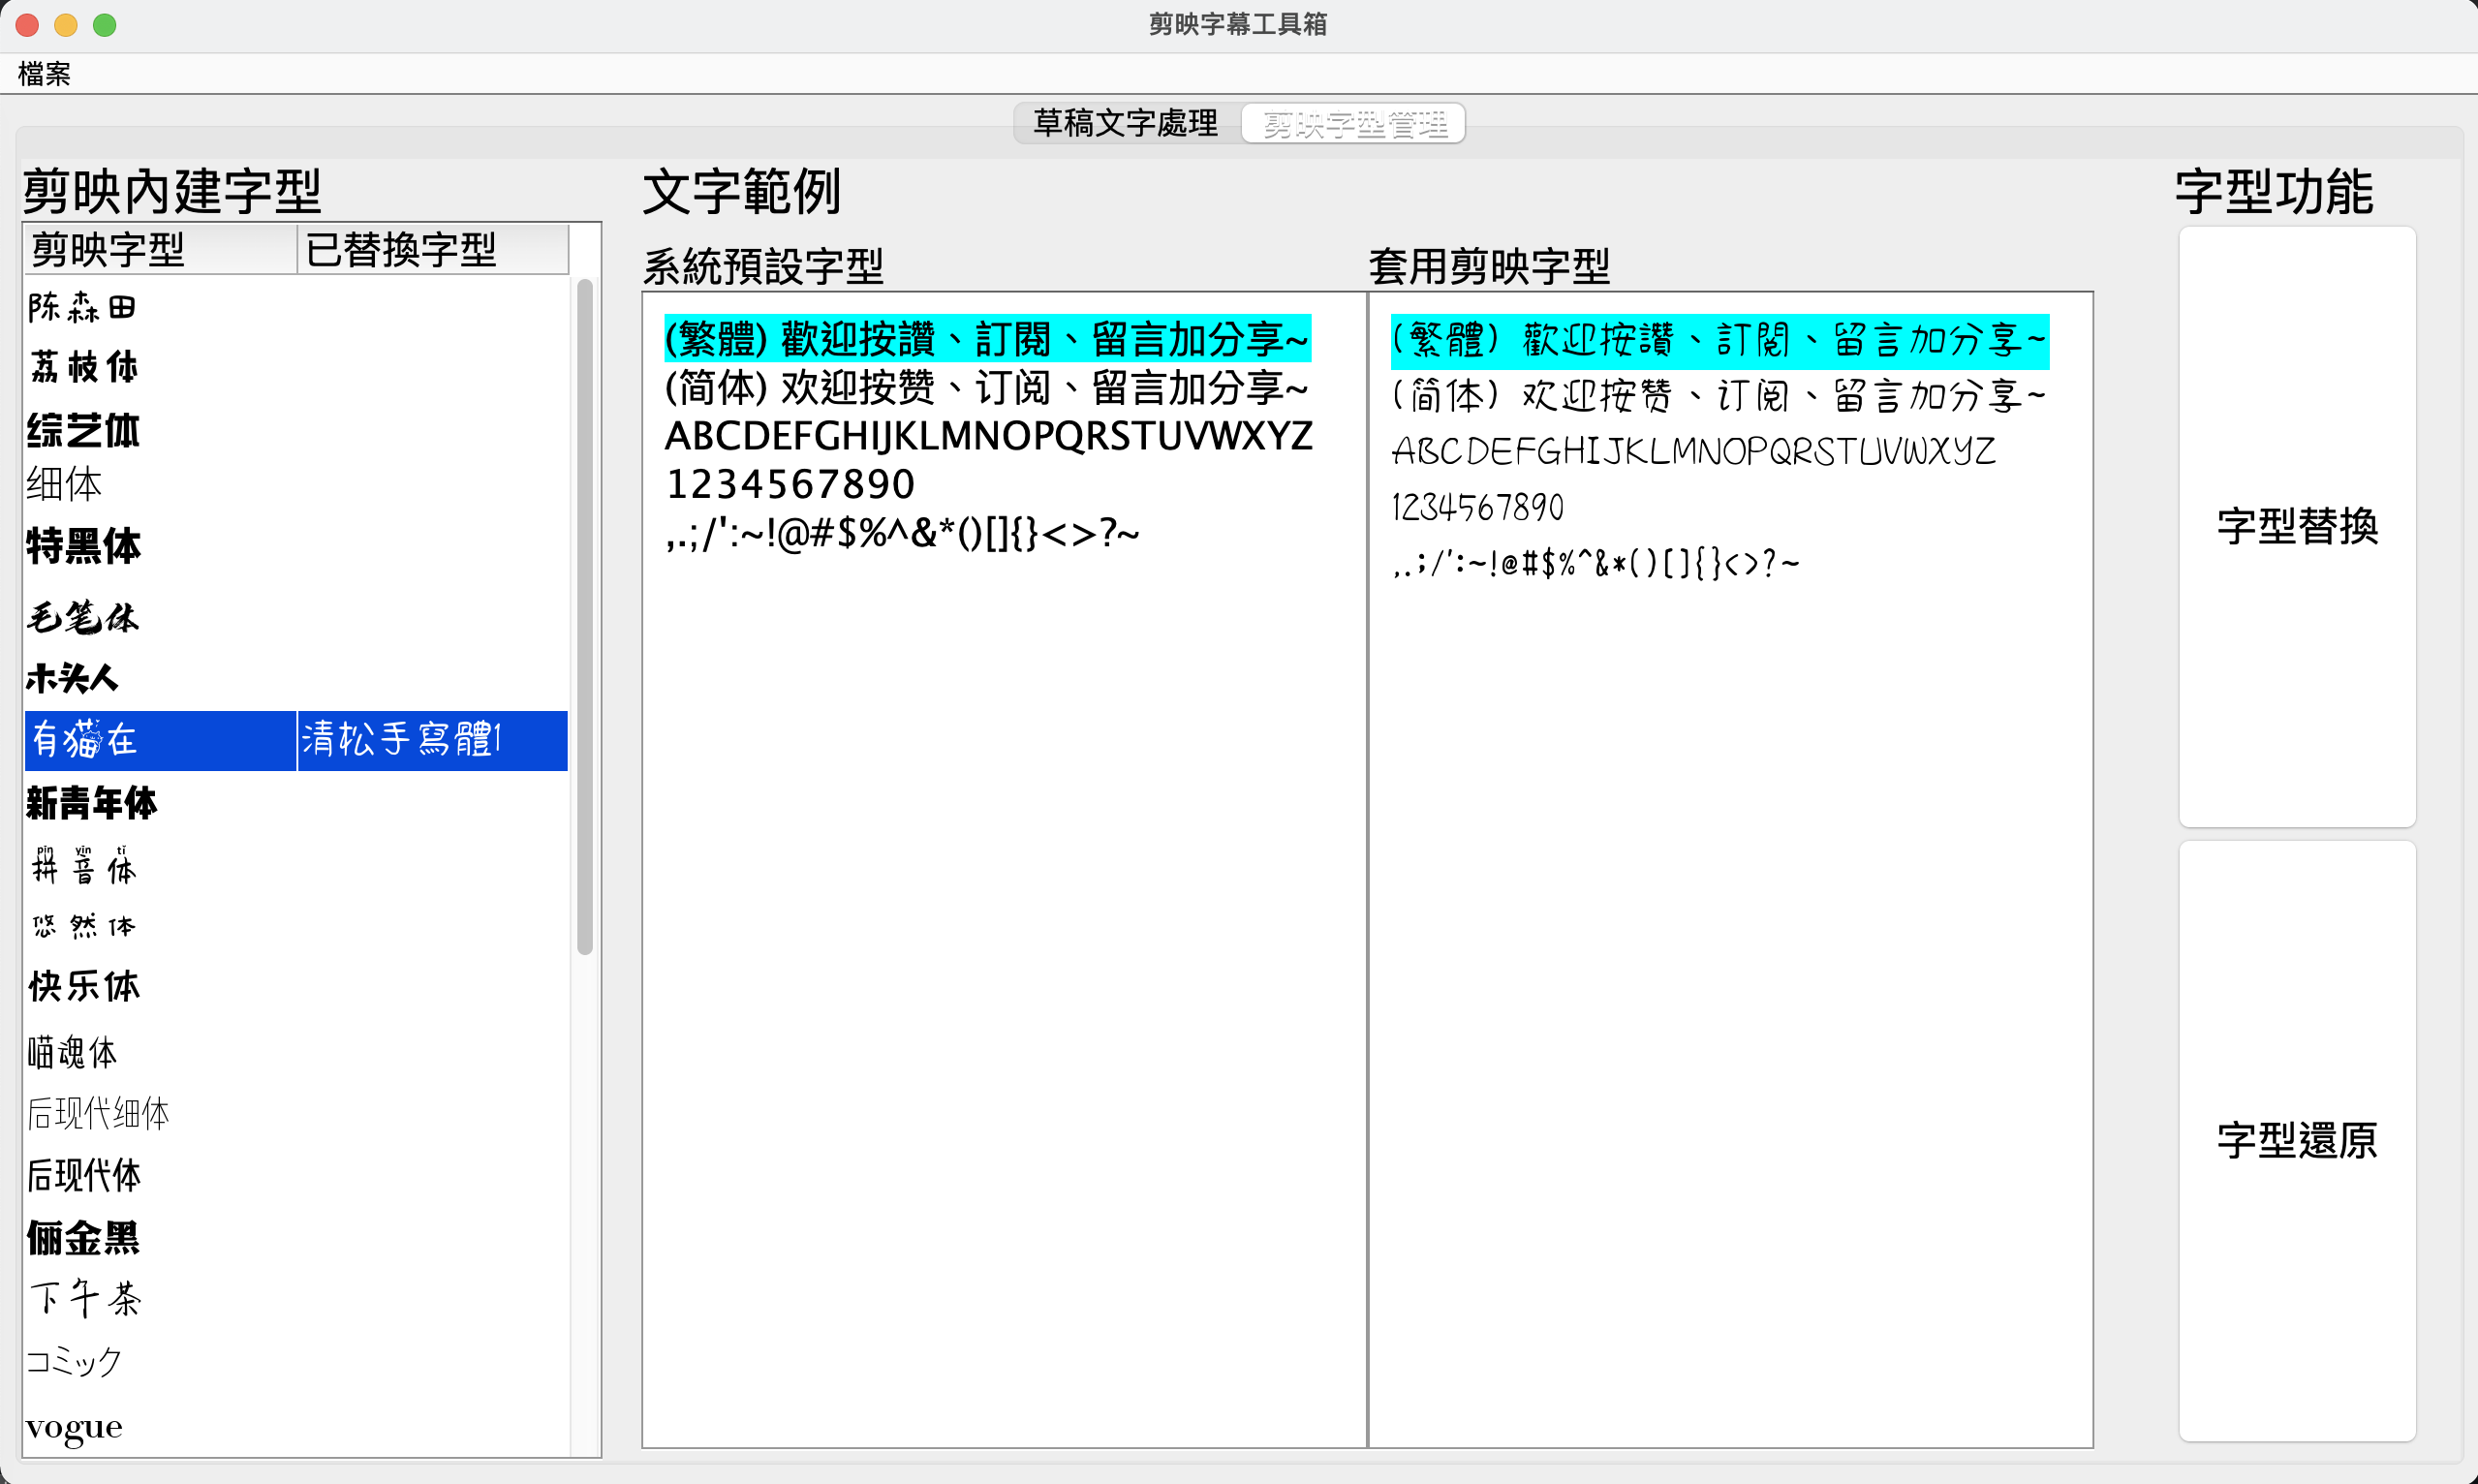 剪映字幕工具箱
檔案
草稿文字處理 剪映字型管理
剪映內建字型
剪映字型 已替換字型
陈森田
荔枝体
综艺体
细体
特黑体
毛笔体
木头人
有猫在 清松手寫體1
新青年体
pīn yīn tǐ
拼音体
悠然体
快乐体
喵魂体
后现代细体
后现代体
俪金黑
下午茶
コミック
vogue
文字範例
系統預設字型
(繁體) 歡迎按讚、訂閱、留言加分享~
(简体) 欢迎按赞、订阅、留言加分享~
ABCDEFGHIJKLMNOPQRSTUVWXYZ
1234567890
,.;/':~!@#$%^&*()[]{}<>?~
套用剪映字型
(繁體) 歡迎按讚、訂閱、留言加分享~
(简体) 欢迎按赞、订阅、留言加分享~
ABCDEFGHIJKLMNOPQRSTUVWXYZ
1234567890
,.;/':~!@#$%^&*()[]{}<>?~
字型功能
字型替換
字型還原